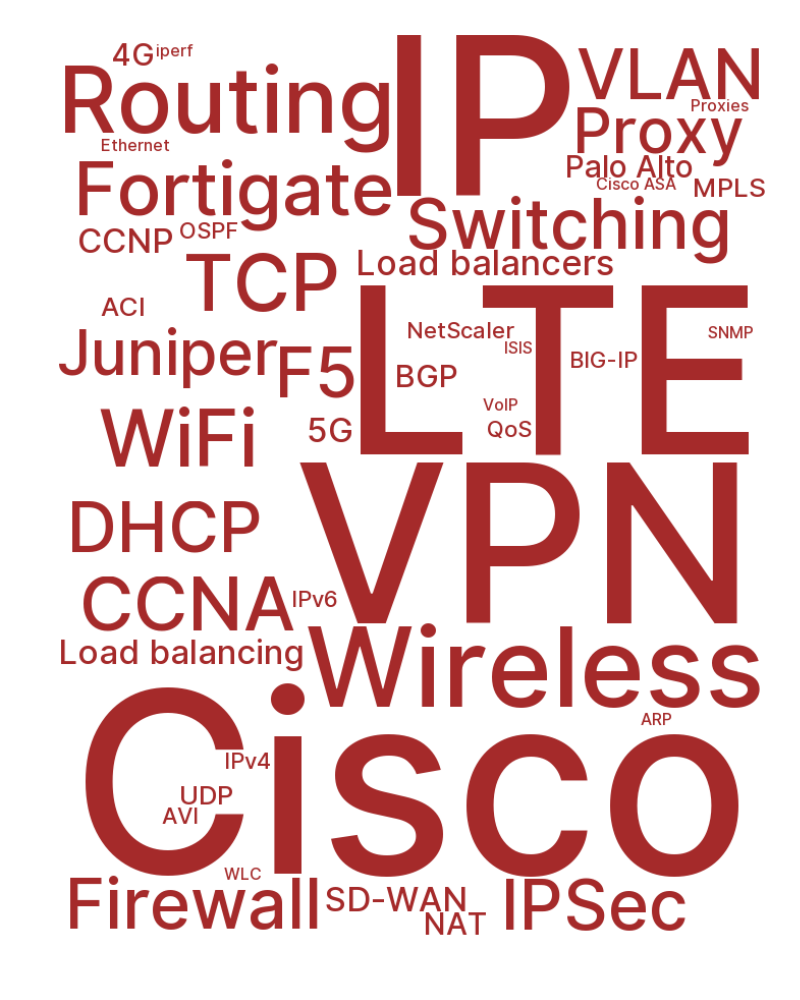 4G
iperf
IP
VLAN
Routing
Proxies
Proxy
Ethernet
Palo Alto
Fortigate
Cisco ASA
MPLS
Switching
CCNP
OSPF
Load balancers
TCP
ACI
LTE
NetScaler
SNMP
ISIS
Juniper
BIG-IP
F5
BGP
VoIP
5G
QoS
WiFi
VPN
DHCP
CCNA
IPv6
Load balancing
Wireless
ARP
Cisco
IPv4
UDP
AVI
WLC
Firewall
SD-WAN
IPSec
NAT